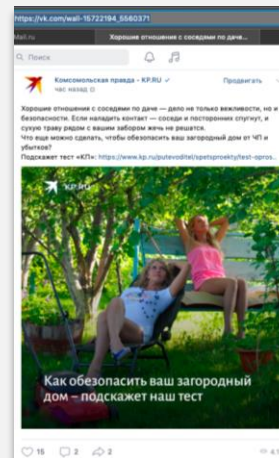 https://vk.com/wall-15722194_5560371
Mail.ru
Хорошие отношения с соседями по даче...
Поиск
Комсомольская правда - KP.RU
Продвигать
час назад
Хорошие отношения с соседями по даче — дело не только вежливости, но и
безопасности. Если наладить контакт — соседи и посторонних спугнут, и
сухую траву рядом с вашим забором жечь не решатся.
Что еще можно сделать, чтобы обезопасить ваш загородный дом от ЧП и
убытков?
Подскажет тест «КП»: https://www.kp.ru/putevoditel/spetsproekty/test-opros...
KP.RU
Как обезопасить ваш загородный
дом – подскажет наш тест
15
2
2